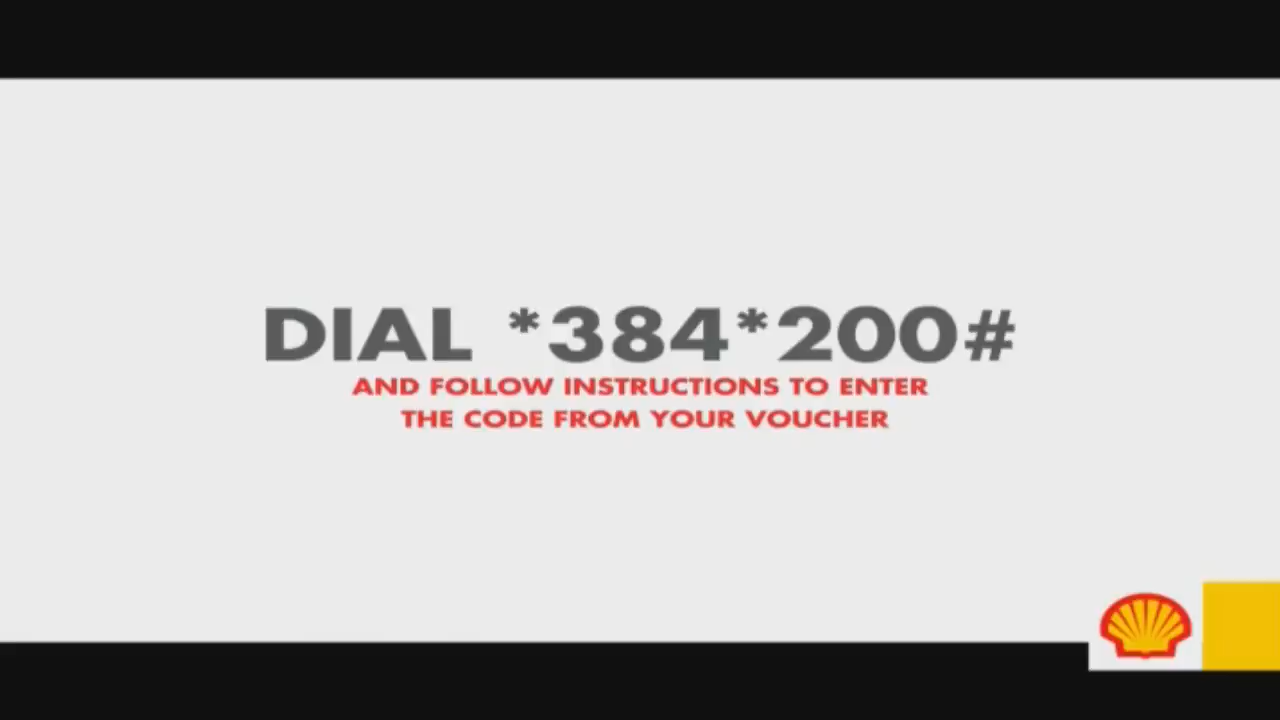 DIAL *384*200#
AND FOLLOW INSTRUCTIONS TO ENTER
THE CODE FROM YOUR VOUCHER